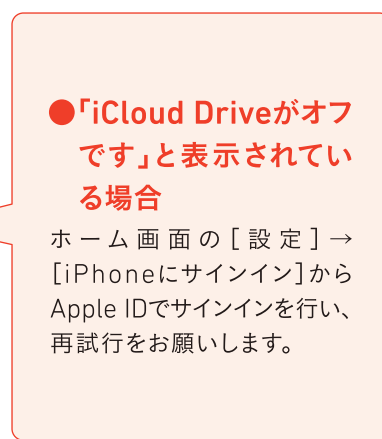 ●「iCloud Driveがオフ
です」と表示されてい
る場合
ホーム画面の[設定]→
[iPhoneにサインイン]から
Apple IDでサインインを行い、
再試行をお願いします。